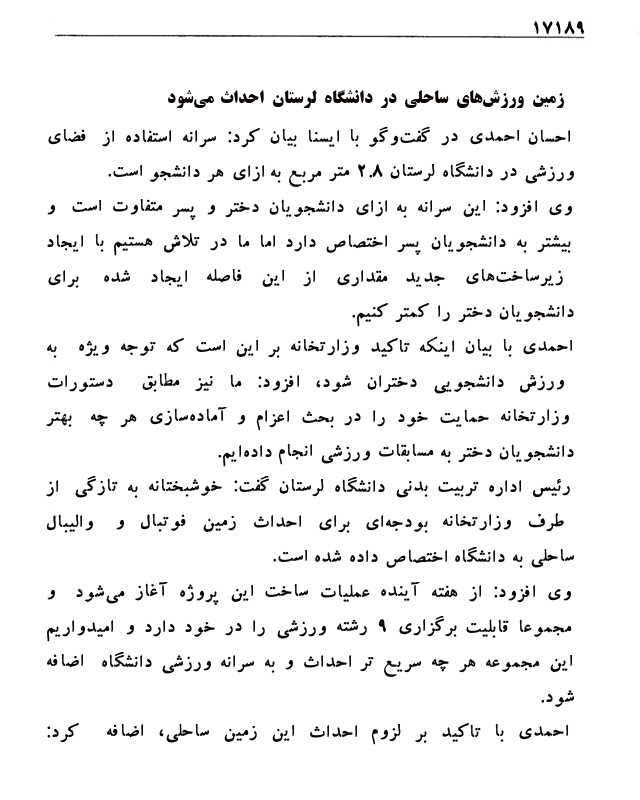 ۱۷۱۸۹
زمین ورزش‌های ساحلی در دانشگاه لرستان احداث می‌شود
احسان احمدی در گفت‌وگو با ایسنا بیان کرد: سرانه استفاده از فضای
ورزشی در دانشگاه لرستان ۲.۸ متر مربع به ازای هر دانشجو است.
وی افزود: این سرانه به ازای دانشجویان دختر و پسر متفاوت است و
بیشتر به دانشجویان پسر اختصاص دارد اما ما در تلاش هستیم با ایجاد
زیرساخت‌های جدید مقداری از این فاصله ایجاد شده برای
دانشجویان دختر را کمتر کنیم.
احمدی با بیان اینکه تاکید وزارتخانه بر این است که توجه ویژه به
ورزش دانشجویی دختران شود، افزود: ما نیز مطابق دستورات
وزارتخانه حمایت خود را در بحث اعزام و آماده‌سازی هر چه بهتر
دانشجویان دختر به مسابقات ورزشی انجام داده‌ایم.
رئیس اداره تربیت بدنی دانشگاه لرستان گفت: خوشبختانه به تازگی از
طرف وزارتخانه بودجه‌ای برای احداث زمین فوتبال و والیبال
ساحلی به دانشگاه اختصاص داده شده است.
وی افزود: از هفته آینده عملیات ساخت این پروژه آغاز می‌شود و
مجموعا قابلیت برگزاری ۹ رشته ورزشی را در خود دارد و امیدواریم
این مجموعه هر چه سریع تر احداث و به سرانه ورزشی دانشگاه اضافه
شود.
احمدی با تاکید بر لزوم احداث این زمین ساحلی، اضافه کرد: